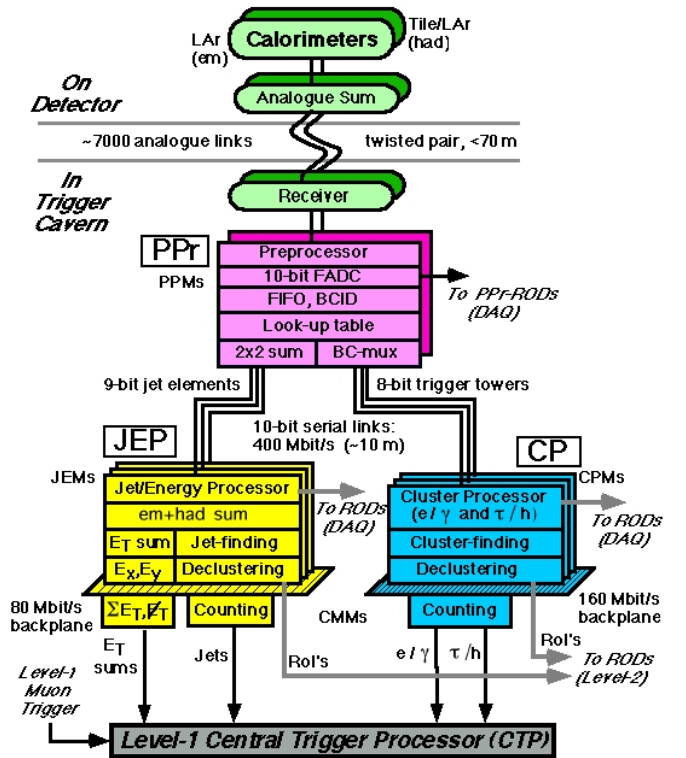 LAr
(em)
Calorimeters
Tile/LAr
(had)
On
Detector
Analogue Sum
~7000 analogue links
twisted pair, <70 m
In
Trigger
Cavern
Receiver
PPr
PPMs
Preprocessor
10-bit FADC
FIFO, BCID
Look-up table
2x2 sum
BC-mux
To PPr-RODs
(DAQ)
9-bit jet elements
8-bit trigger towers
10-bit serial links:
400 Mbit/s (~10 m)
JEP
CP
JEMs
Jet/Energy Processor
em+had sum
ET sum
Jet-finding
Ex,Ey
Declustering
To RODs
(DAQ)
CPMs
Cluster Processor
(e/γ and τ/h)
Cluster-finding
Declustering
To RODs
(DAQ)
80 Mbit/s
backplane
ΣET,E̸T
Counting
CMMs
Counting
160 Mbit/s
backplane
ET
sums
Jets
RoI's
e/γ
τ/h
RoI's
To RODs
(Level-2)
Level-1
Muon
Trigger
Level-1 Central Trigger Processor (CTP)